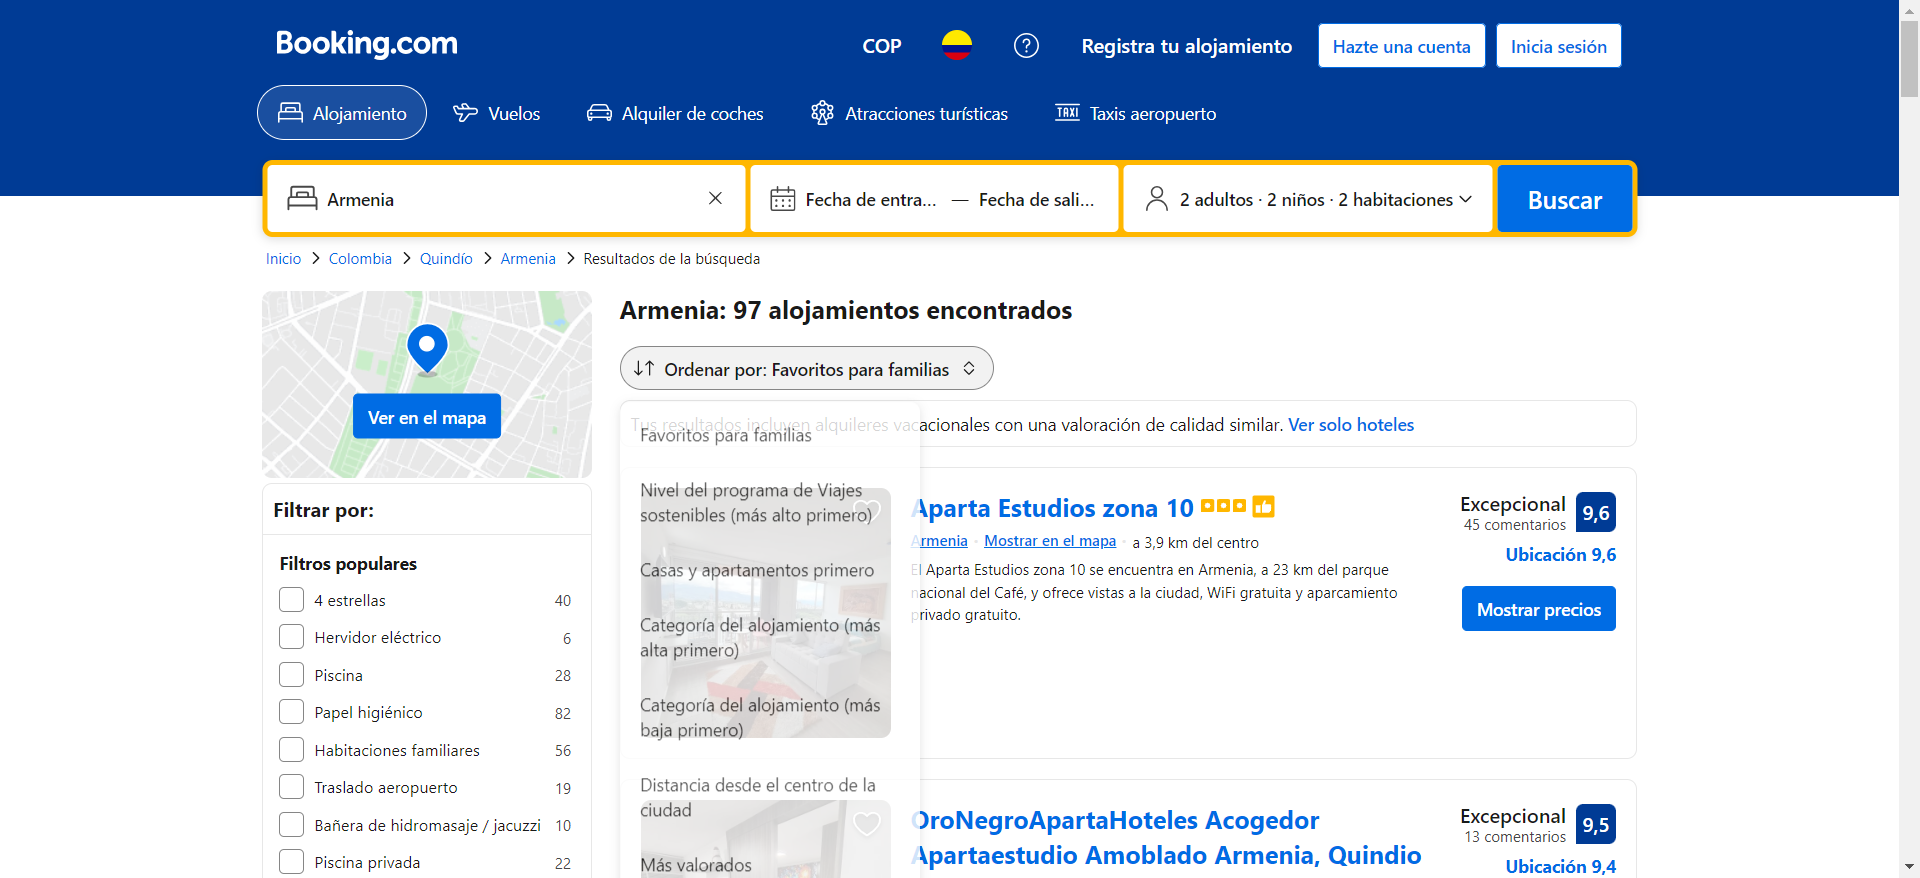 Booking.com
COP
Registra tu alojamiento
Hazte una cuenta
Inicia sesión
Alojamiento
Vuelos
Alquiler de coches
Atracciones turísticas
TAXI
Taxis aeropuerto
Armenia
Fecha de entra... — Fecha de sali...
2 adultos · 2 niños · 2 habitaciones
Buscar
Inicio > Colombia > Quindío > Armenia > Resultados de la búsqueda
Ver en el mapa
Filtrar por:
Filtros populares
4 estrellas 40
Hervidor eléctrico 6
Piscina 28
Papel higiénico 82
Habitaciones familiares 56
Traslado aeropuerto 19
Bañera de hidromasaje / jacuzzi 10
Piscina privada 22
Armenia: 97 alojamientos encontrados
Ordenar por: Favoritos para familias
Tus resultados incluyen alquileres vacacionales con una valoración de calidad similar. Ver solo hoteles
Favoritos para familias
Nivel del programa de Viajes
sostenibles (más alto primero)
Casas y apartamentos primero
Categoría del alojamiento (más
alta primero)
Categoría del alojamiento (más
baja primero)
Distancia desde el centro de la
ciudad
Más valorados
Aparta Estudios zona 10
Armenia · Mostrar en el mapa · a 3,9 km del centro
El Aparta Estudios zona 10 se encuentra en Armenia, a 23 km del parque
nacional del Café, y ofrece vistas a la ciudad, WiFi gratuita y aparcamiento
privado gratuito.
Excepcional
45 comentarios
9,6
Ubicación 9,6
Mostrar precios
OroNegroApartaHoteles Acogedor
Apartaestudio Amoblado Armenia, Quindio
Excepcional
13 comentarios
9,5
Ubicación 9,4